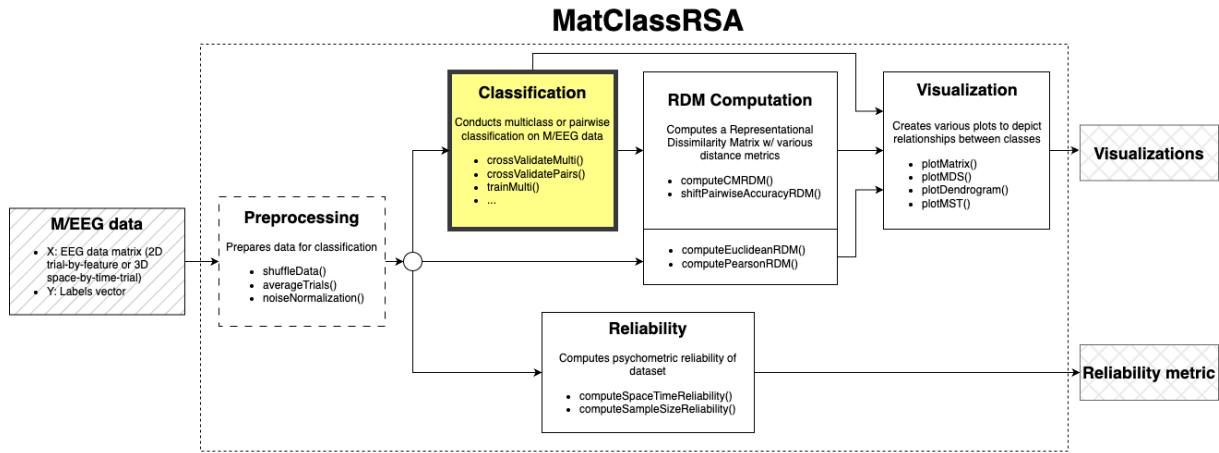 MatClassRSA
M/EEG data
• X: EEG data matrix (2D
trial-by-feature or 3D
space-by-time-trial)
• Y: Labels vector
Preprocessing
Prepares data for classification
• shuffleData()
• averageTrials()
• noiseNormalization()
Classification
Conducts multiclass or pairwise
classification on M/EEG data
• crossValidateMulti()
• crossValidatePairs()
• trainMulti()
• ...
RDM Computation
Computes a Representational
Dissimilarity Matrix w/ various
distance metrics
• computeCMRDM()
• shiftPairwiseAccuracyRDM()
• computeEuclideanRDM()
• computePearsonRDM()
Visualization
Creates various plots to depict
relationships between classes
• plotMatrix()
• plotMDS()
• plotDendrogram()
• plotMST()
Visualizations
Reliability
Computes psychometric reliability of
dataset
• computeSpaceTimeReliability()
• computeSampleSizeReliability()
Reliability metric